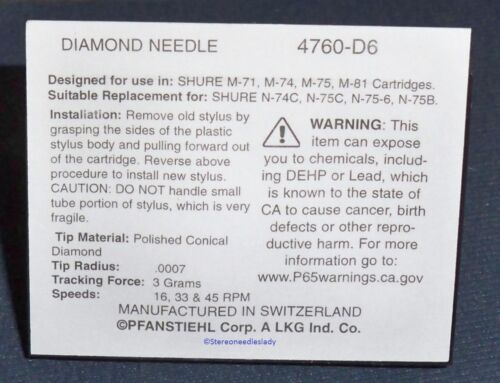 DIAMOND NEEDLE 4760-D6
Designed for use in: SHURE M-71, M-74, M-75, M-81 Cartridges.
Suitable Replacement for: SHURE N-74C, N-75C, N-75-6, N-75B.
Installation: Remove old stylus by
grasping the sides of the plastic
stylus body and pulling forward out
of the cartridge. Reverse above
procedure to install new stylus.
CAUTION: DO NOT handle small
tube portion of stylus, which is very
fragile.
Tip Material: Polished Conical
Diamond
Tip Radius: .0007
Tracking Force: 3 Grams
Speeds: 16, 33 & 45 RPM
WARNING: This
item can expose
you to chemicals, includ-
ing DEHP or Lead, which
is known to the state of
CA to cause cancer, birth
defects or other repro-
ductive harm. For more
information go to:
www.P65warnings.ca.gov
MANUFACTURED IN SWITZERLAND
©PFANSTIEHL Corp. A LKG Ind. Co.
©Stereoneedleslady